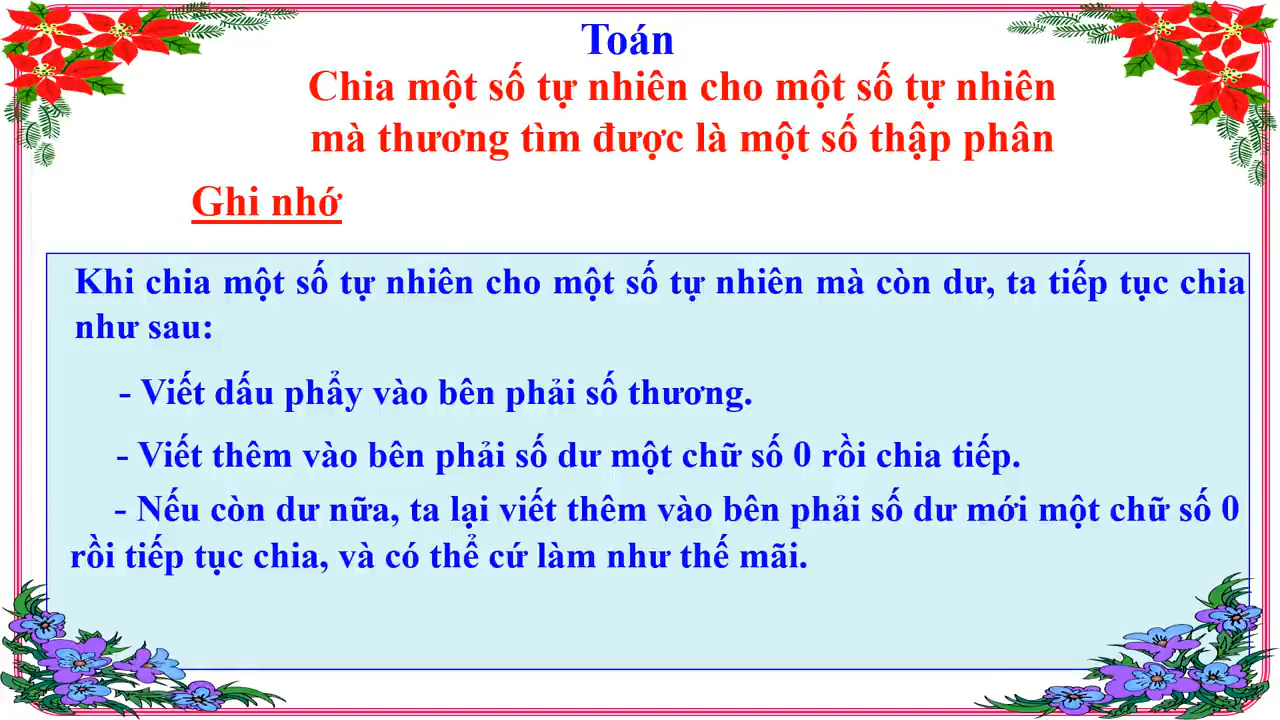 Toán
Chia một số tự nhiên cho một số tự nhiên
mà thương tìm được là một số thập phân
Ghi nhớ
Khi chia một số tự nhiên cho một số tự nhiên mà còn dư, ta tiếp tục chia
như sau:
- Viết dấu phẩy vào bên phải số thương.
- Viết thêm vào bên phải số dư một chữ số 0 rồi chia tiếp.
- Nếu còn dư nữa, ta lại viết thêm vào bên phải số dư mới một chữ số 0
rồi tiếp tục chia, và có thể cứ làm như thế mãi.